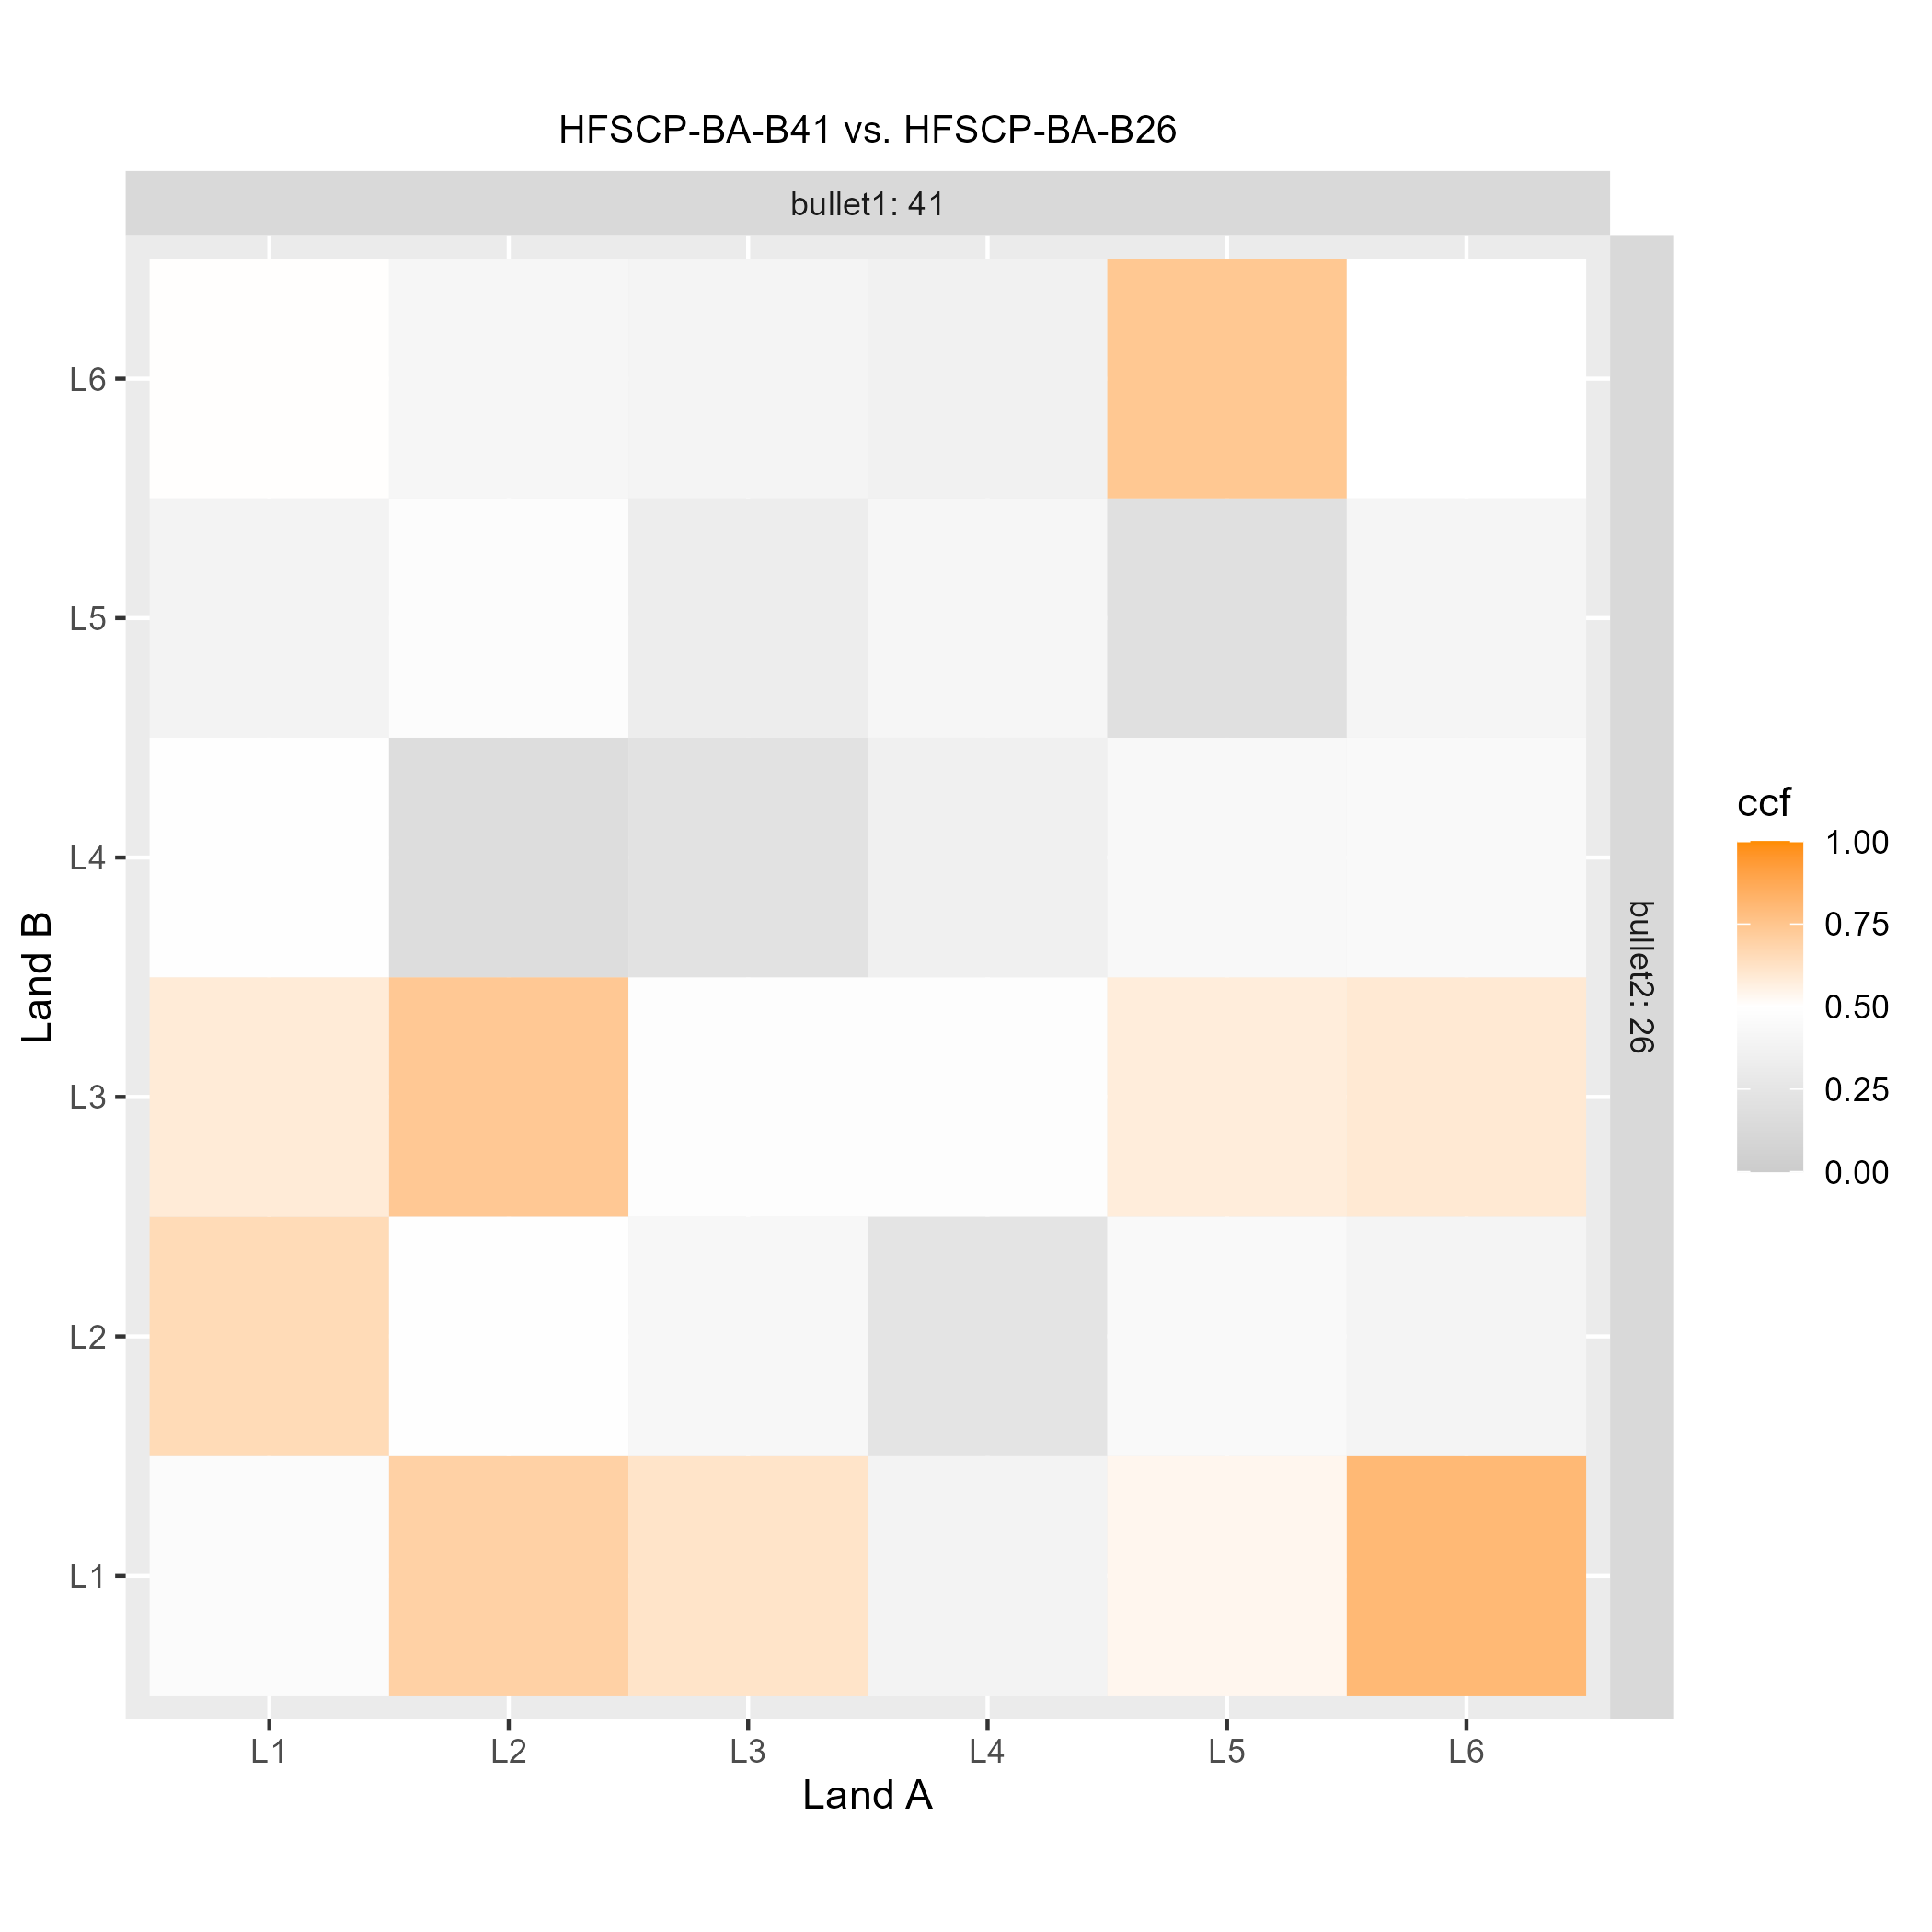 HFSCP-BA-B41 vs. HFSCP-BA-B26
bullet1: 41
L6
L5
L4
L3
L2
L1
Land B
bullet2: 26
L1 L2 L3 L4 L5 L6
Land A
ccf
1.00
0.75
0.50
0.25
0.00